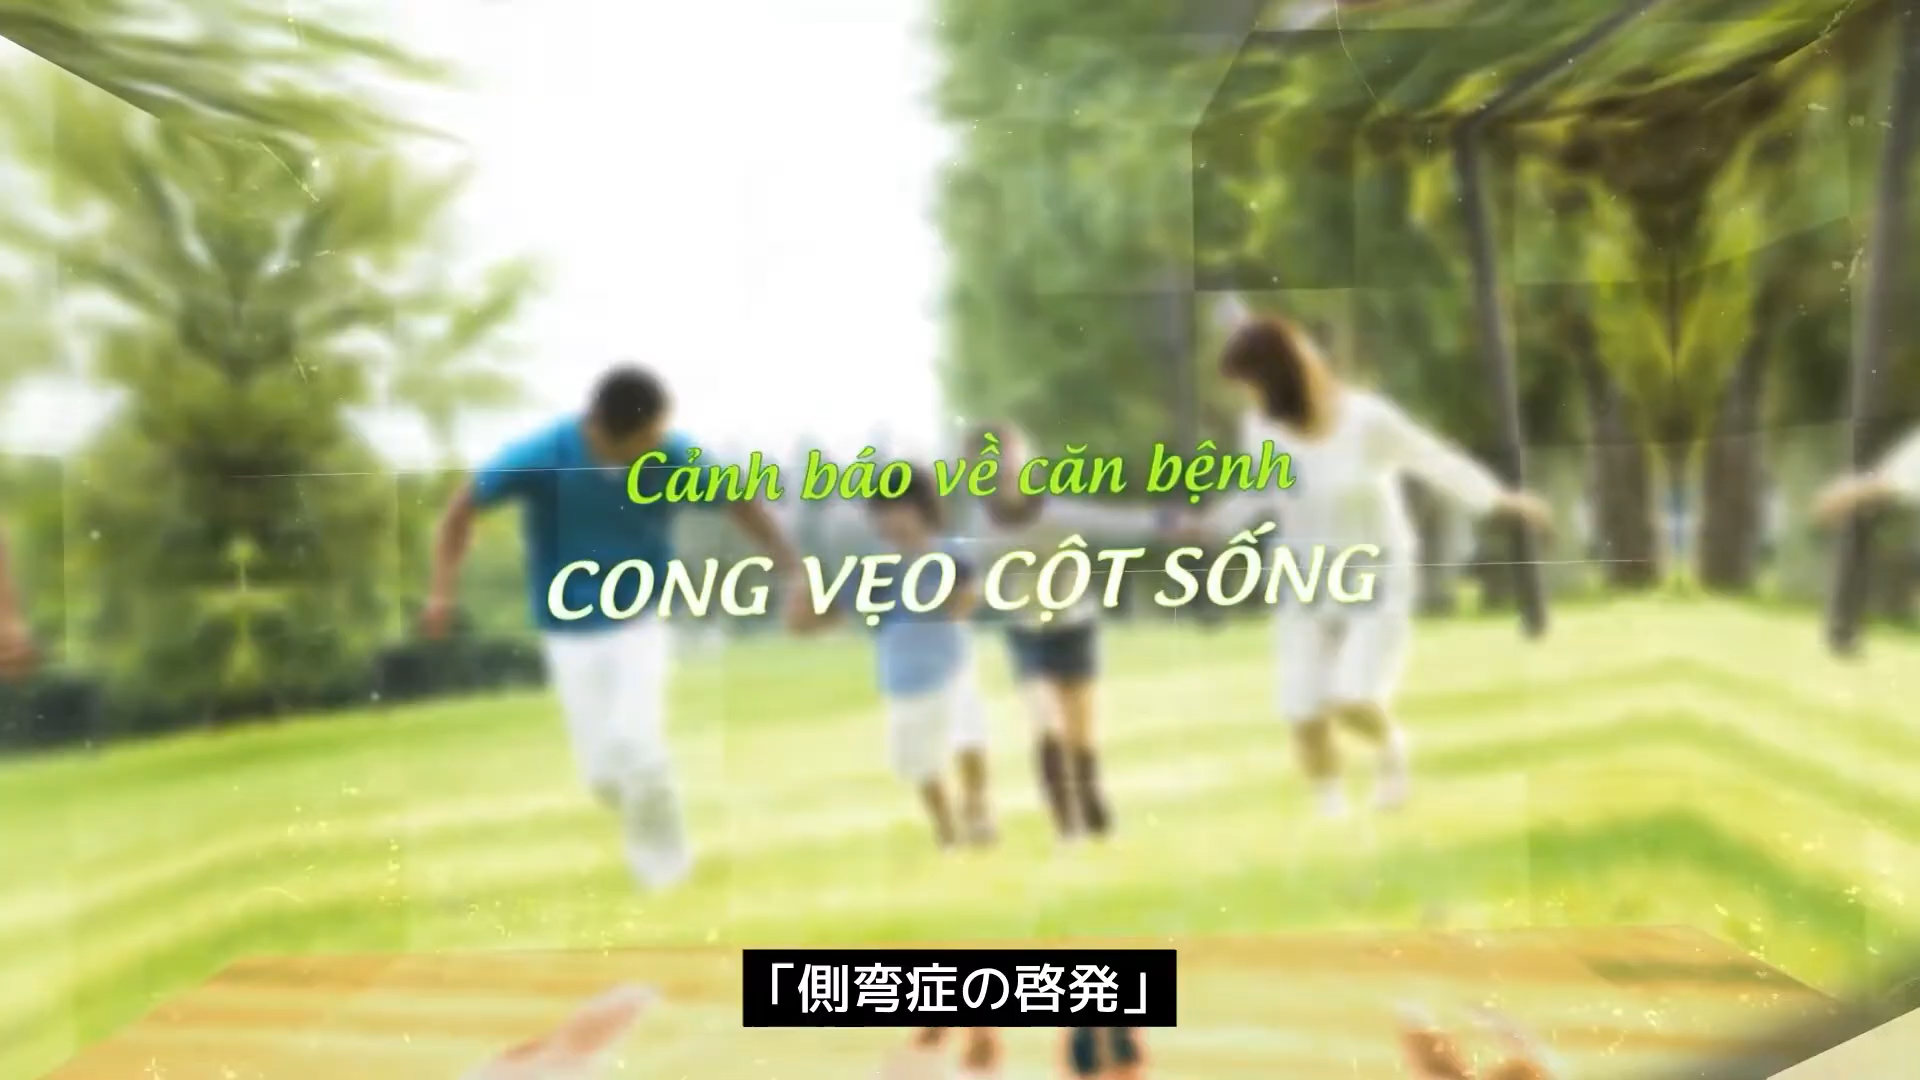 Cảnh báo về căn bệnh
CONG VẸO CỘT SỐNG
「側弯症の啓発」